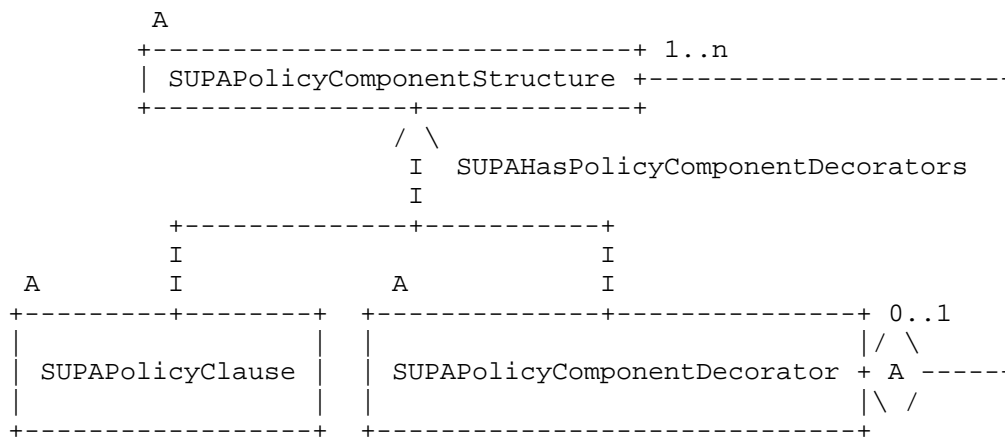 A
1..n
SUPAPolicyComponentStructure
SUPAHasPolicyComponentDecorators
I
I
I I
A I A I
0..1
SUPAPolicyClause SUPAPolicyComponentDecorator A